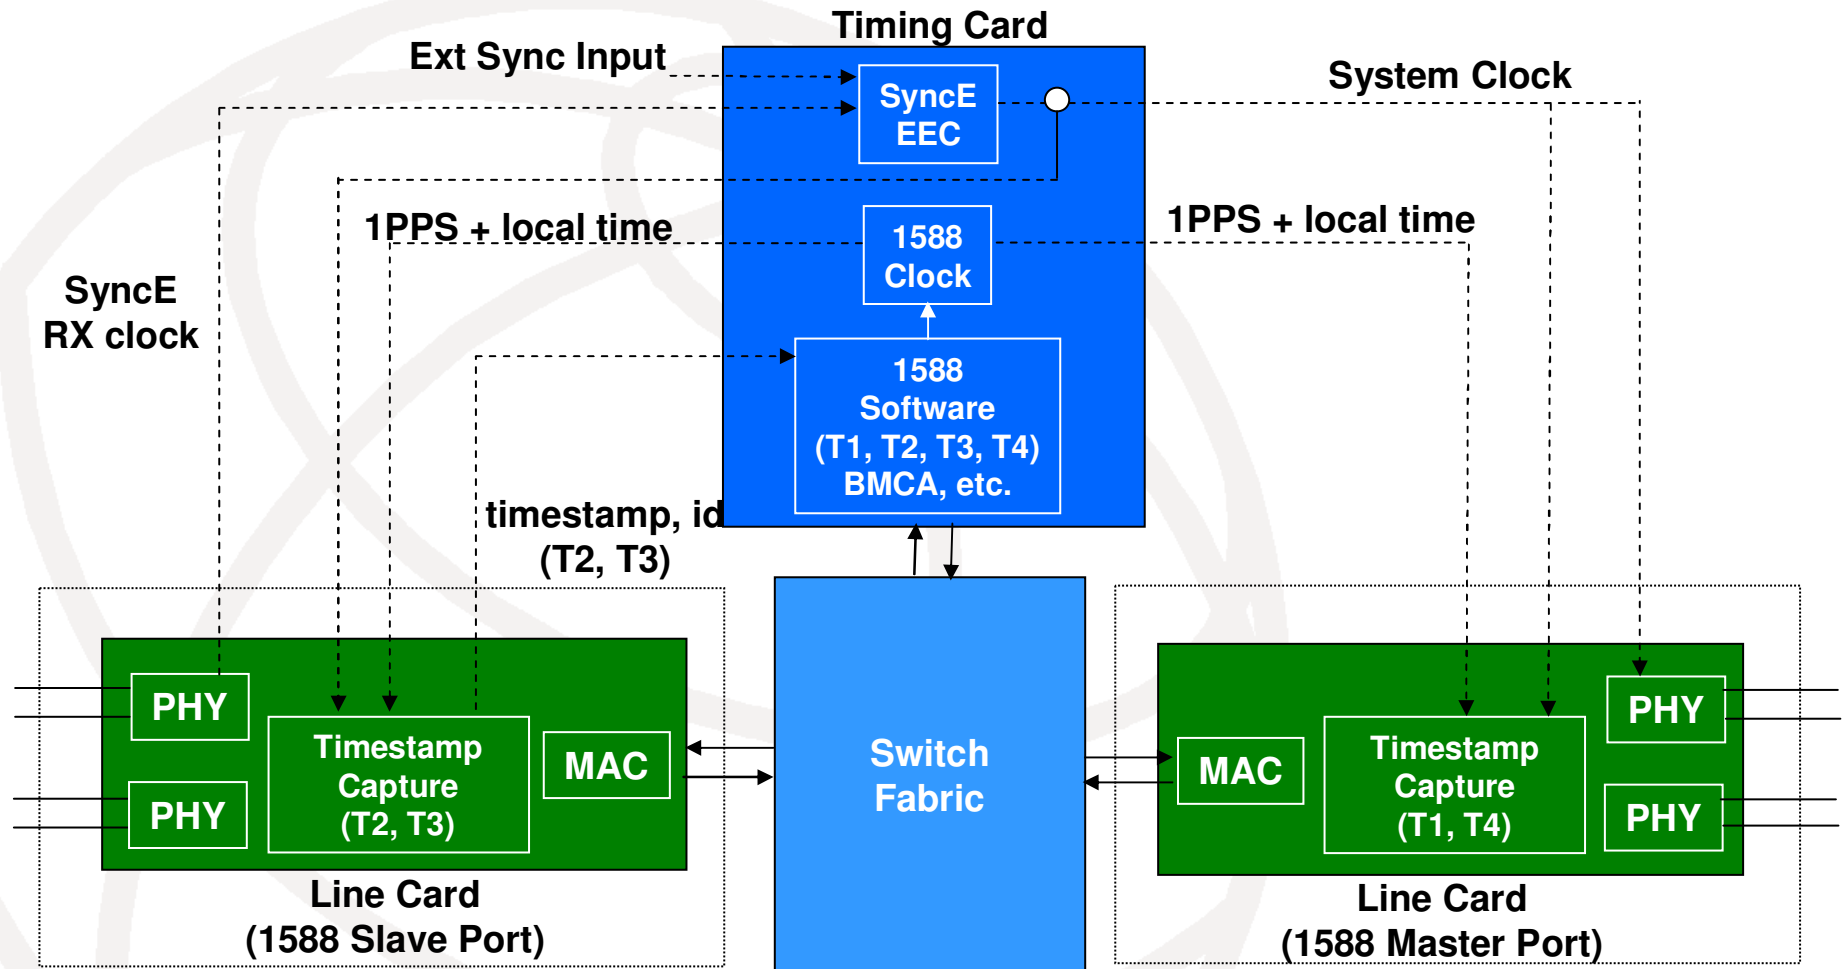 Timing Card
Ext Sync Input
System Clock
SyncE
EEC
1PPS + local time
1PPS + local time
1588
Clock
SyncE
RX clock
1588
Software
(T1, T2, T3, T4)
BMCA, etc.
timestamp, id
(T2, T3)
PHY
PHY
Timestamp
Capture
(T2, T3)
MAC
Switch
Fabric
MAC
Timestamp
Capture
(T1, T4)
PHY
PHY
Line Card
(1588 Slave Port)
Line Card
(1588 Master Port)